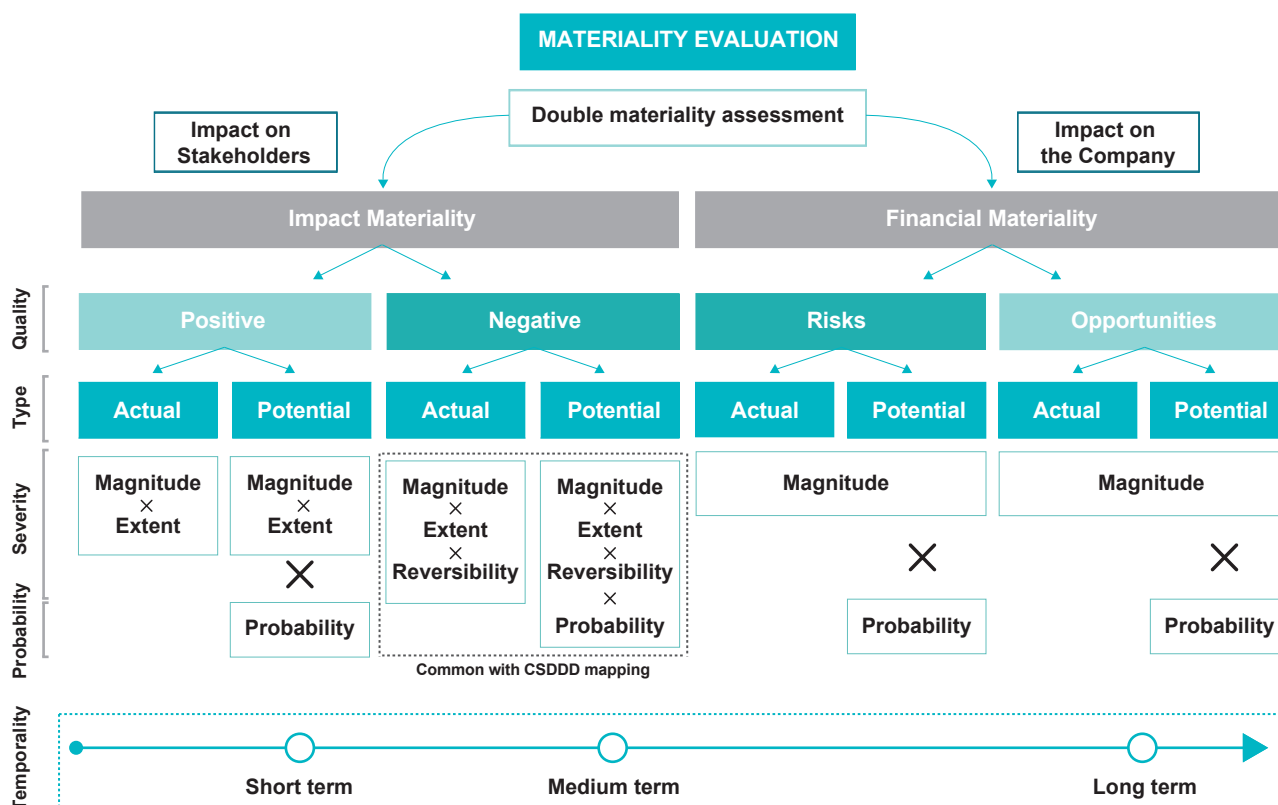 MATERIALITY EVALUATION
Double materiality assessment
Impact on
Stakeholders
Impact on
the Company
Impact Materiality
Financial Materiality
Quality
Positive
Negative
Risks
Opportunities
Type
Actual
Potential
Actual
Potential
Actual
Potential
Actual
Potential
Severity
Magnitude
×
Extent
Magnitude
×
Extent
×
Probability
Magnitude
×
Extent
×
Reversibility
Magnitude
×
Extent
×
Reversibility
×
Probability
Common with CSDDD mapping
Magnitude
×
Probability
Magnitude
×
Probability
Probability
Temporality
Short term
Medium term
Long term